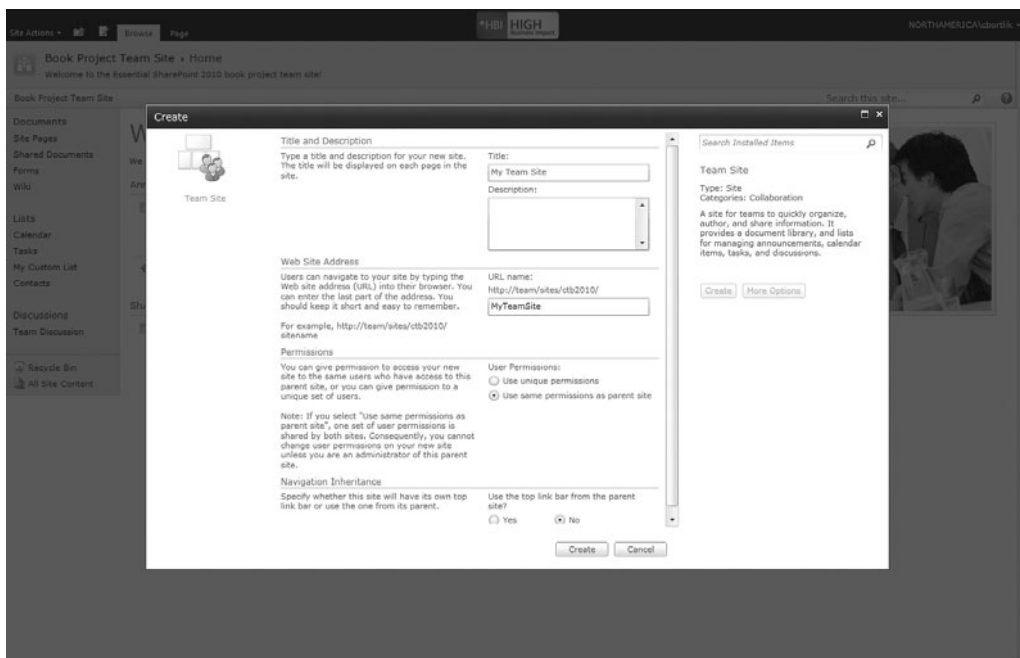 Site Actions
Browse
Page
*HBI HIGH
Business Impact
NORTHAMERICA\sbortlik
Book Project Team Site › Home
Welcome to the Essential SharePoint 2010 book project team site!
Book Project Team Site
Search this site...
Documents
Site Pages
Shared Documents
Forms
Wiki
Lists
Calendar
Tasks
My Custom List
Contacts
Discussions
Team Discussion
Recycle Bin
All Site Content
W
We
Ann
Sha
Create
Team Site
Title and Description
Type a title and description for your new site.
The title will be displayed on each page in the
site.
Title:
My Team Site
Description:
Web Site Address
Users can navigate to your site by typing the
Web site address (URL) into their browser. You
can enter the last part of the address. You
should keep it short and easy to remember.
For example, http://team/sites/ctb2010/
sitename
URL name:
http://team/sites/ctb2010/
MyTeamSite
Permissions
You can give permission to access your new
site to the same users who have access to this
parent site, or you can give permission to a
unique set of users.
Note: If you select "Use same permissions as
parent site", one set of user permissions is
shared by both sites. Consequently, you cannot
change user permissions on your new site
unless you are an administrator of this parent
site.
User Permissions:
Use unique permissions
Use same permissions as parent site
Navigation Inheritance
Specify whether this site will have its own top
link bar or use the one from its parent.
Use the top link bar from the parent
site?
Yes
No
Create
Cancel
Search Installed Items
Team Site
Type: Site
Categories: Collaboration
A site for teams to quickly organize,
author, and share information. It
provides a document library, and lists
for managing announcements, calendar
items, tasks, and discussions.
Create
More Options